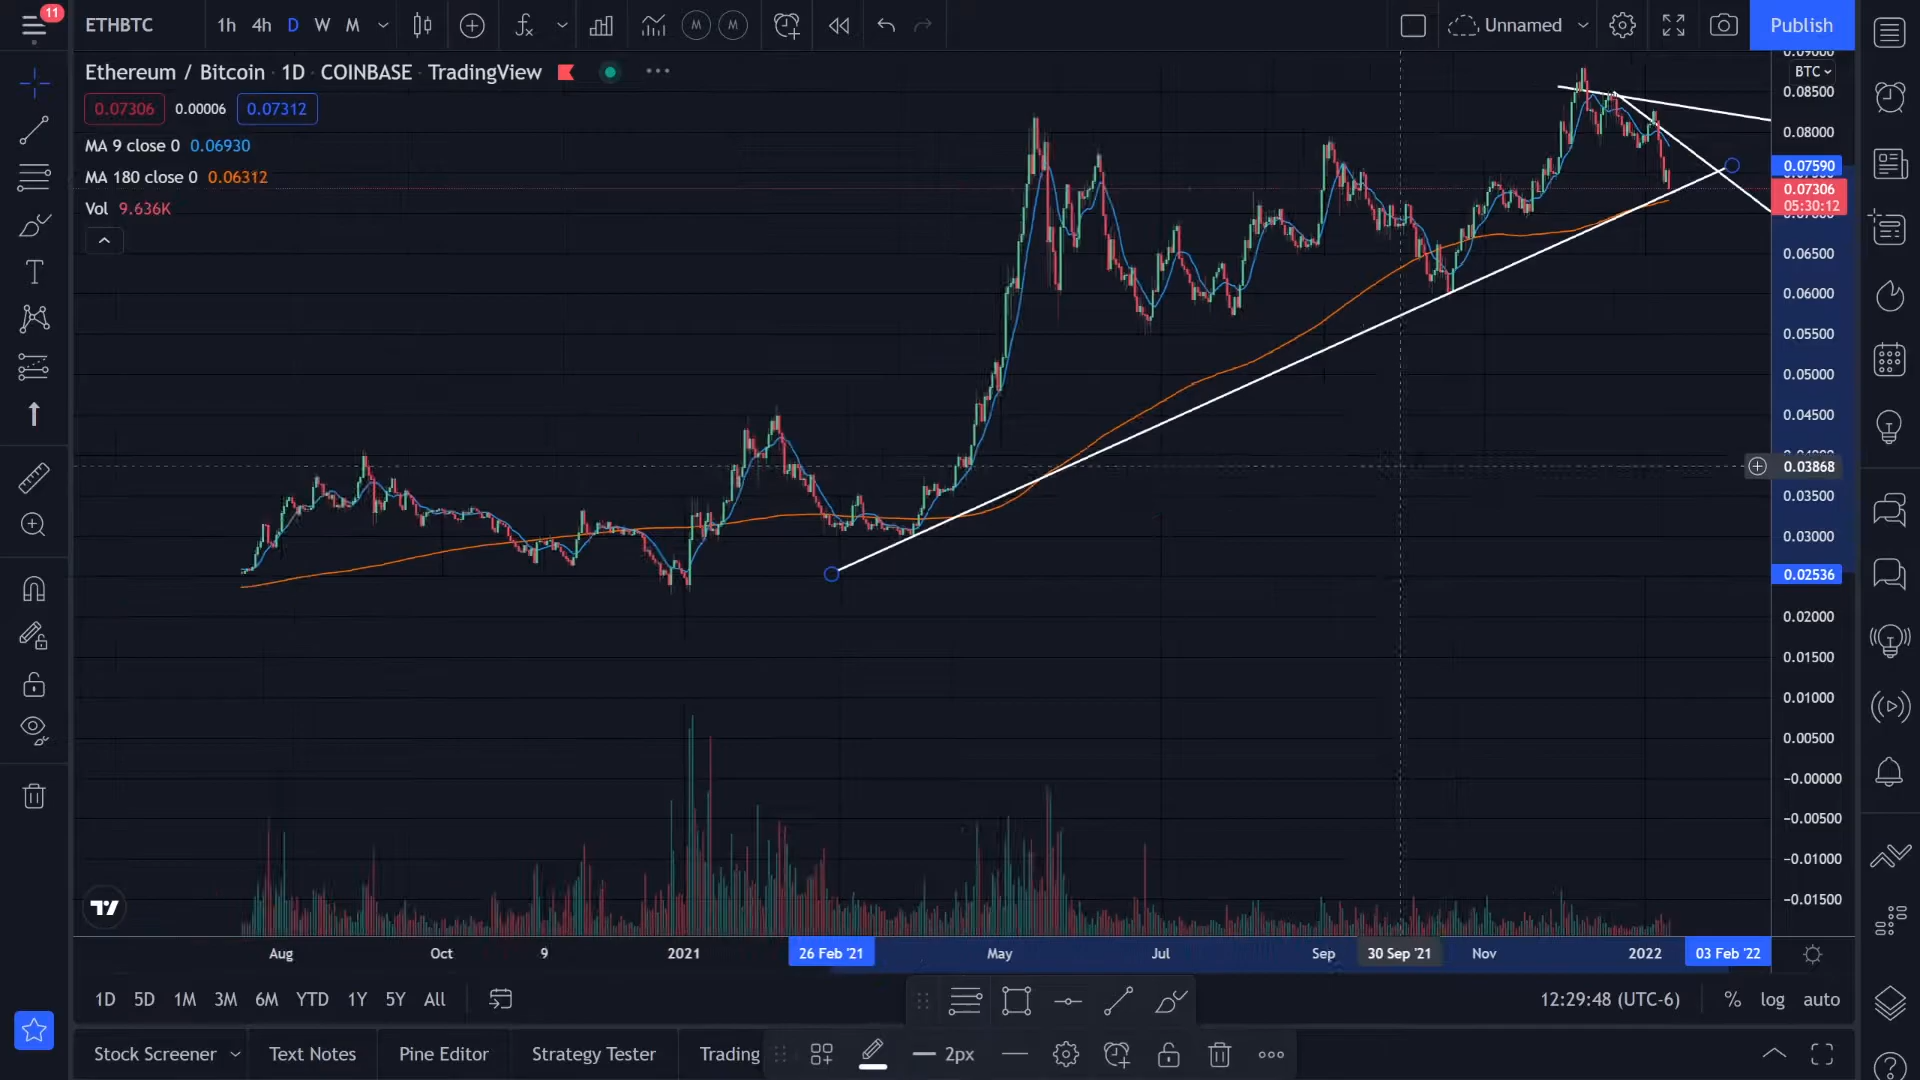 11
ETHBTC
1h 4h D W M
M M
Unnamed
Publish
Ethereum / Bitcoin · 1D · COINBASE · TradingView
0.07306 0.00006 0.07312
MA 9 close 0 0.06930
MA 180 close 0 0.06312
Vol 9.636K
0.09000
BTC
0.08500
0.08000
0.07590
0.07306
05:30:12
0.06500
0.06000
0.05500
0.05000
0.04500
0.03868
0.03500
0.03000
0.02536
0.02000
0.01500
0.01000
0.00500
−0.00000
−0.00500
−0.01000
−0.01500
Aug Oct 9 2021 26 Feb '21 May Jul Sep 30 Sep '21 Nov 2022 03 Feb '22
1D 5D 1M 3M 6M YTD 1Y 5Y All
12:29:48 (UTC-6) % log auto
Stock Screener Text Notes Pine Editor Strategy Tester Trading
2px